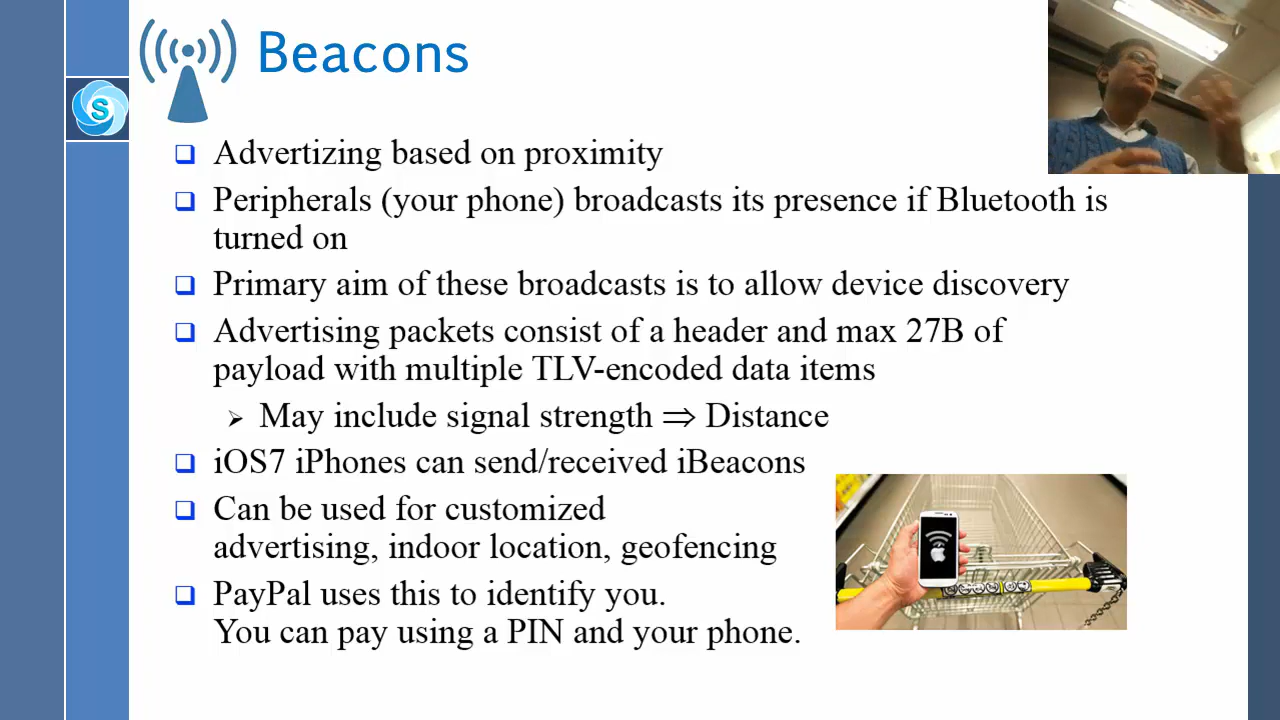 Beacons
S
Advertizing based on proximity
Peripherals (your phone) broadcasts its presence if Bluetooth is
turned on
Primary aim of these broadcasts is to allow device discovery
Advertising packets consist of a header and max 27B of
payload with multiple TLV-encoded data items
May include signal strength ⇒ Distance
iOS7 iPhones can send/received iBeacons
Can be used for customized
advertising, indoor location, geofencing
PayPal uses this to identify you.
You can pay using a PIN and your phone.